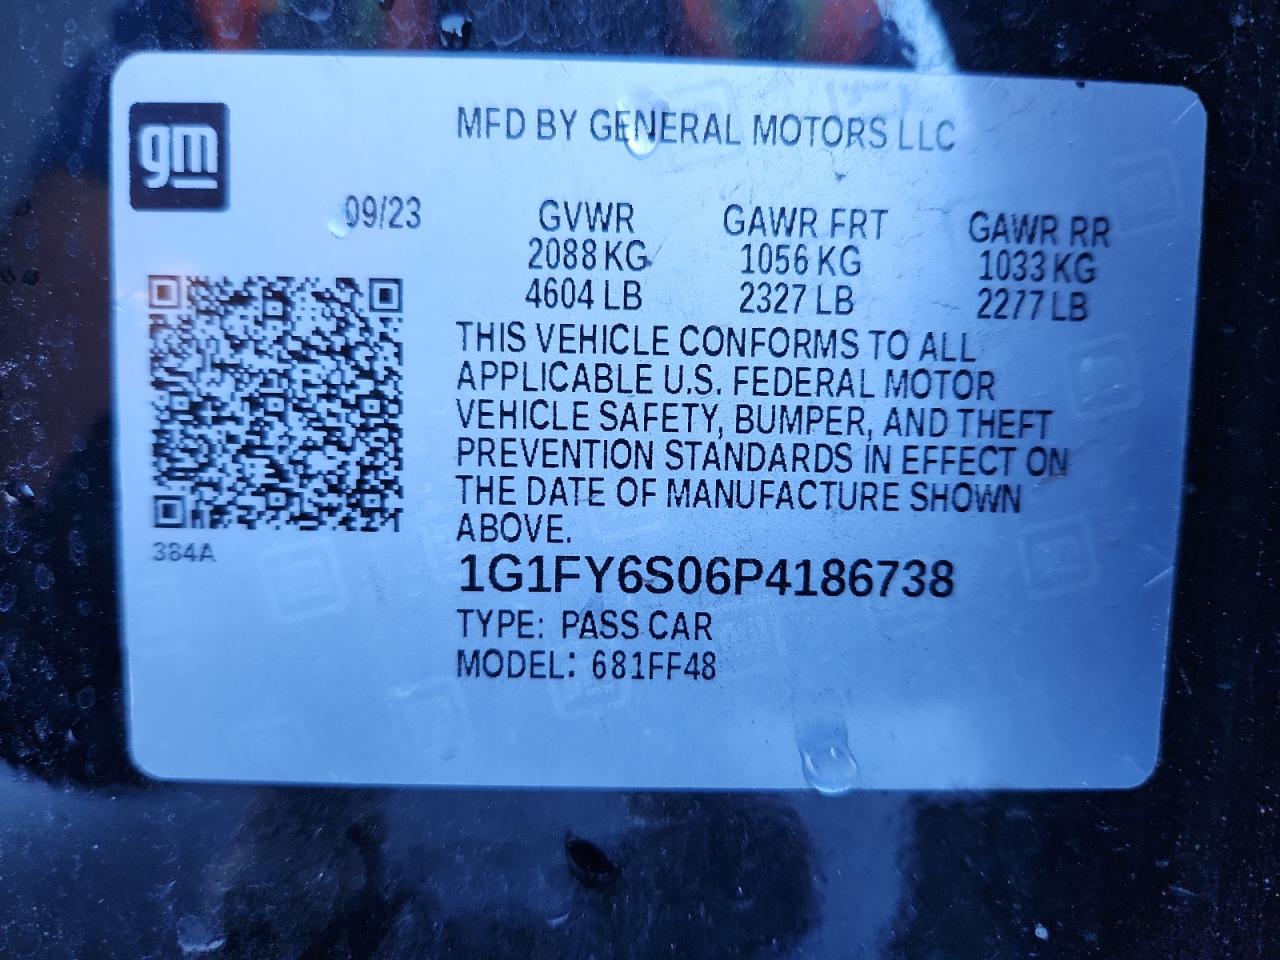 gm
MFD BY GENERAL MOTORS LLC
09/23
GVWR GAWR FRT GAWR RR
2088 KG 1056 KG 1033 KG
4604 LB 2327 LB 2277 LB
THIS VEHICLE CONFORMS TO ALL
APPLICABLE U.S. FEDERAL MOTOR
VEHICLE SAFETY, BUMPER, AND THEFT
PREVENTION STANDARDS IN EFFECT ON
THE DATE OF MANUFACTURE SHOWN
ABOVE.
384A
1G1FY6S06P4186738
TYPE: PASS CAR
MODEL: 681FF48